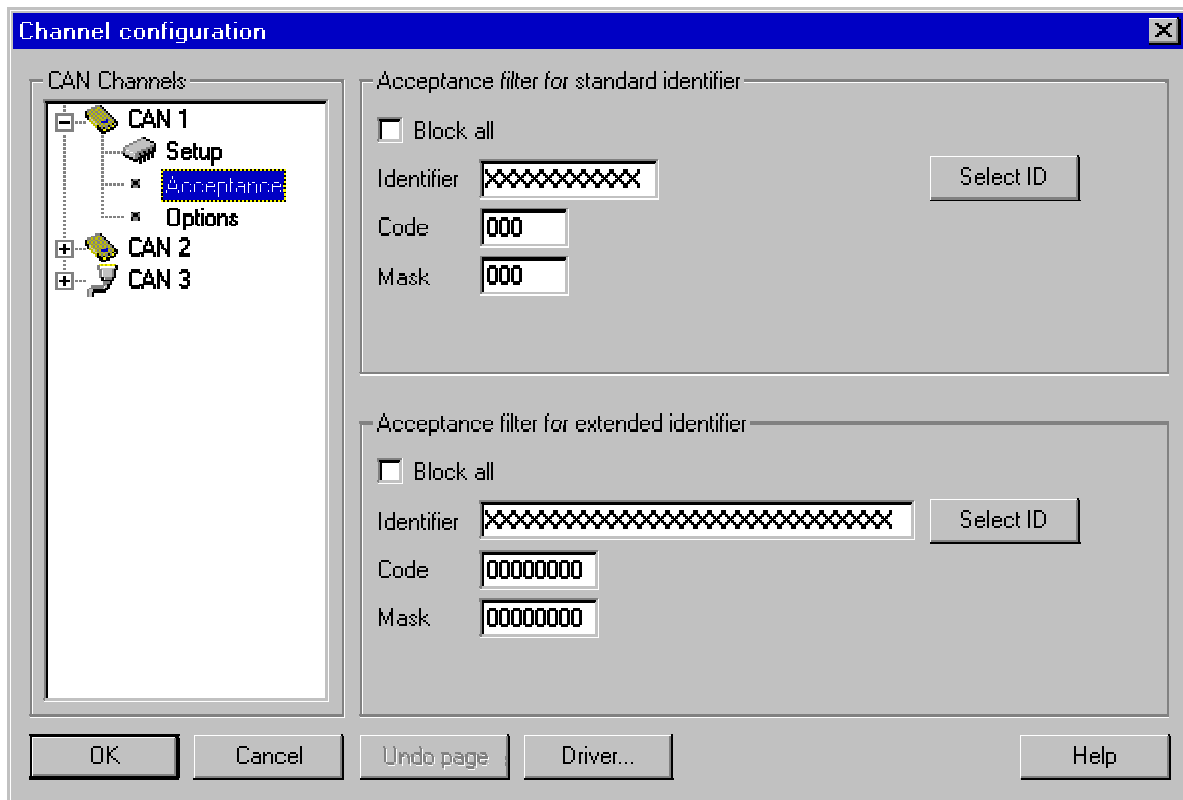 Channel configuration
CAN Channels
CAN 1
Setup
Acceptance
Options
CAN 2
CAN 3
Acceptance filter for standard identifier
Block all
Identifier XXXXXXXXXXX Select ID
Code 000
Mask 000
Acceptance filter for extended identifier
Block all
Identifier XXXXXXXXXXXXXXXXXXXXXXXXXXXXX Select ID
Code 00000000
Mask 00000000
OK Cancel Undo page Driver... Help